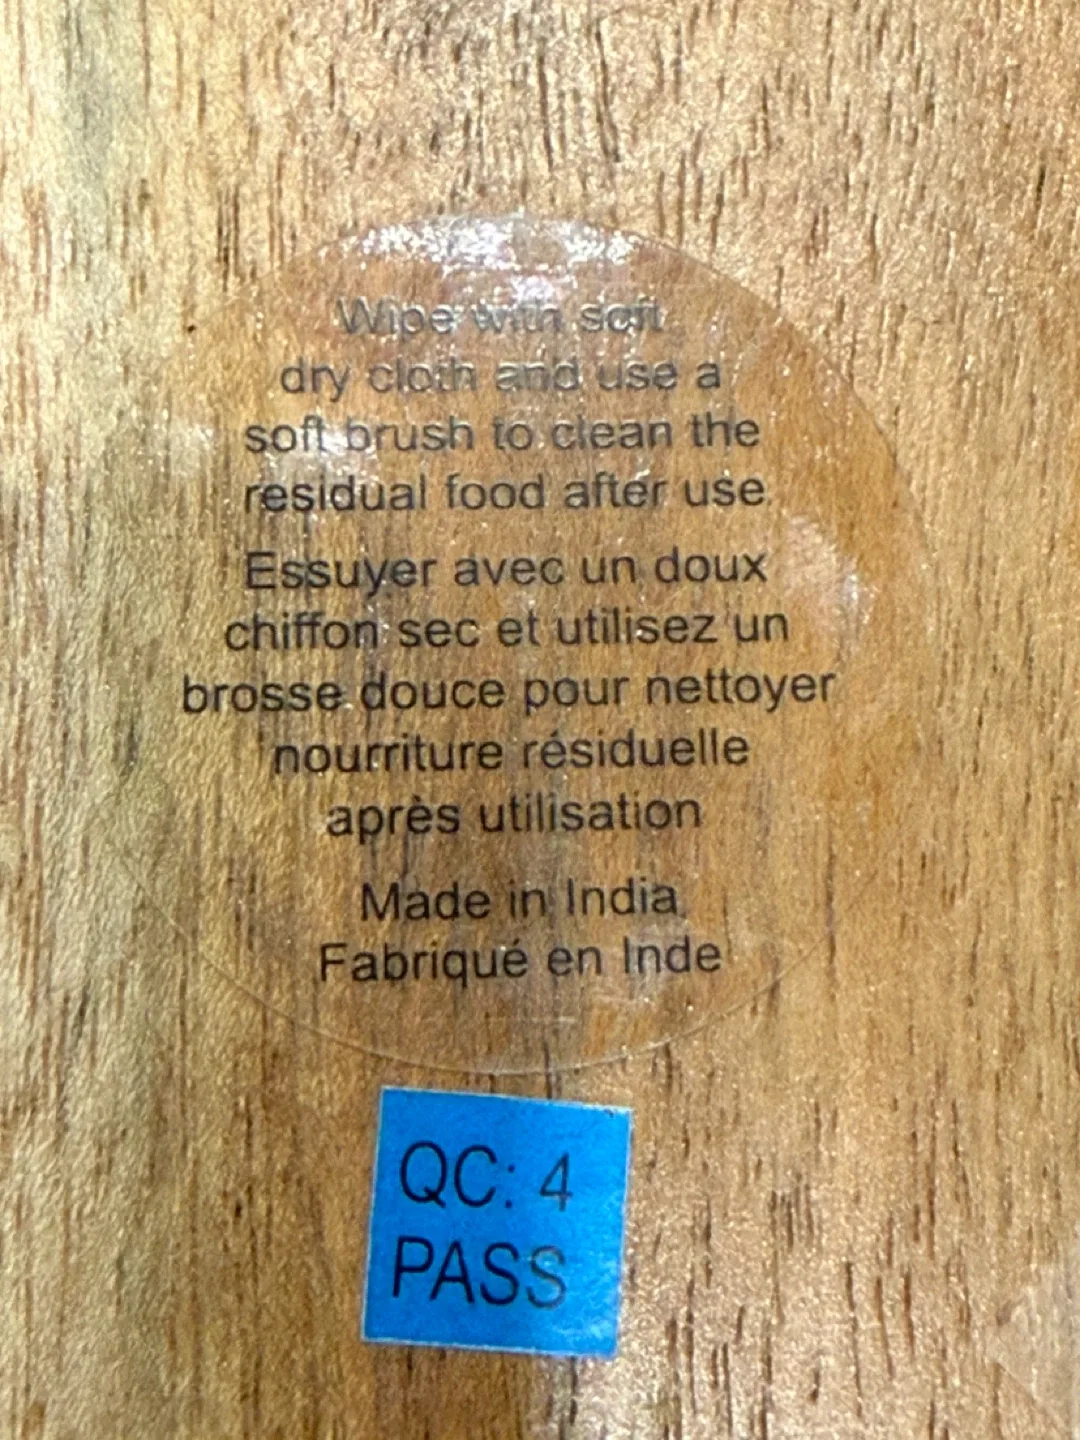 Wipe with soft
dry cloth and use a
soft brush to clean the
residual food after use.
Essuyer avec un doux
chiffon sec et utilisez un
brosse douce pour nettoyer
nourriture résiduelle
après utilisation
Made in India
Fabriqué en Inde
QC: 4
PASS